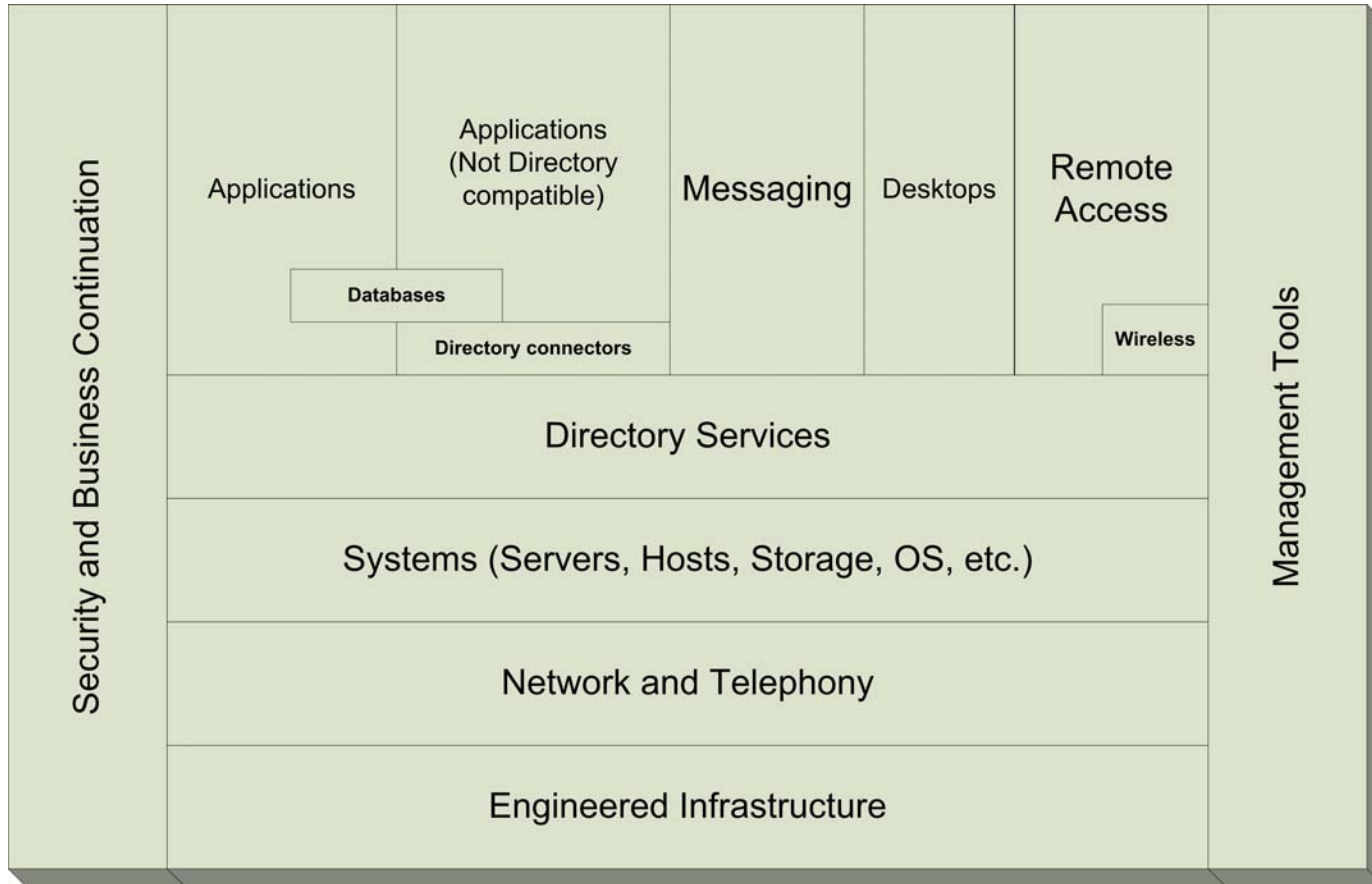 Security and Business Continuation
Applications
Applications
(Not Directory
compatible)
Messaging
Desktops
Remote
Access
Databases
Directory connectors
Wireless
Directory Services
Systems (Servers, Hosts, Storage, OS, etc.)
Network and Telephony
Engineered Infrastructure
Management Tools